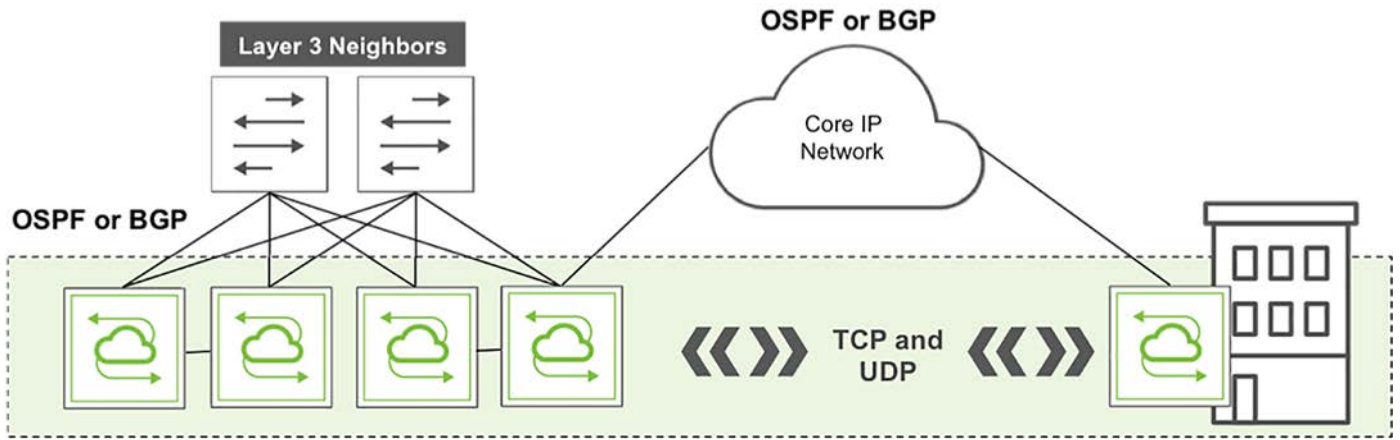 OSPF or BGP
Layer 3 Neighbors
Core IP
Network
OSPF or BGP
TCP and
UDP